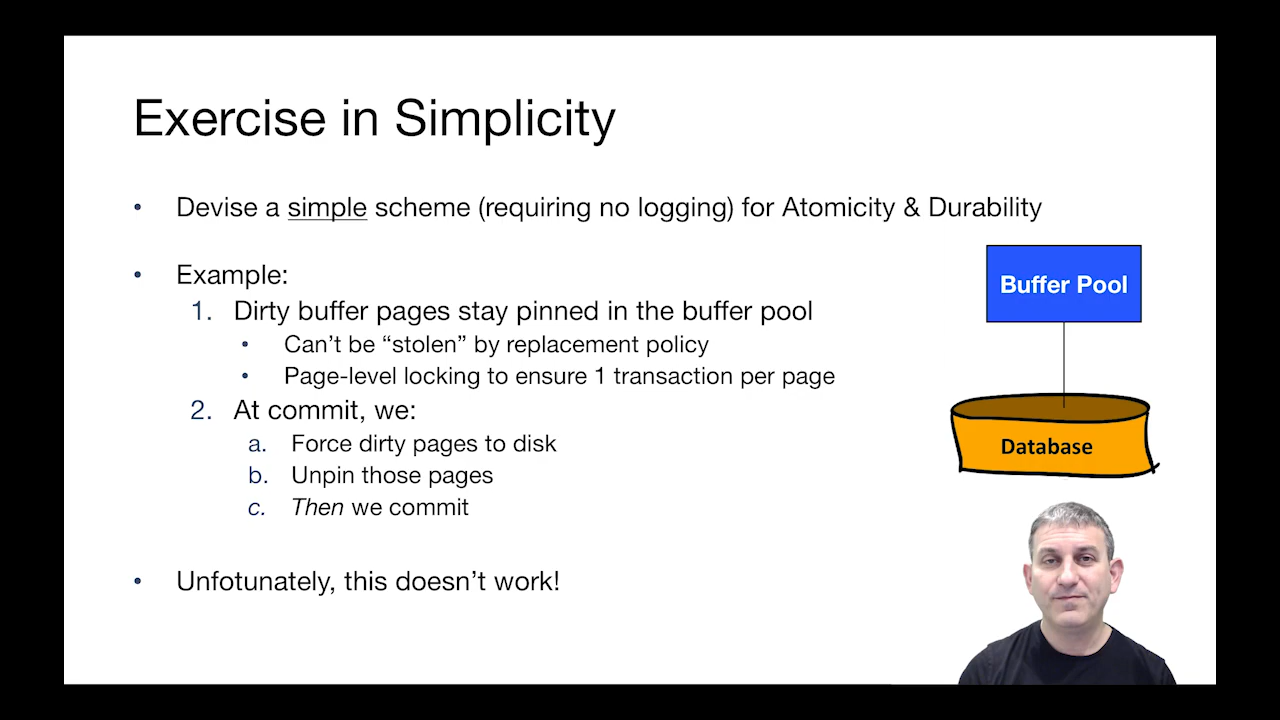 Exercise in Simplicity
• Devise a simple scheme (requiring no logging) for Atomicity & Durability
• Example:
1. Dirty buffer pages stay pinned in the buffer pool
• Can’t be “stolen” by replacement policy
• Page-level locking to ensure 1 transaction per page
2. At commit, we:
a. Force dirty pages to disk
b. Unpin those pages
c. Then we commit
• Unfotunately, this doesn’t work!
Buffer Pool
Database